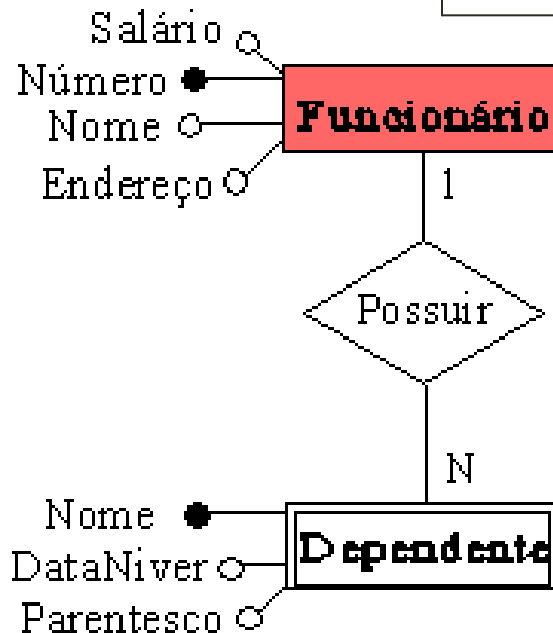 Salário
Número
Nome
Funcionário
Endereço
1
Possuir
N
Nome
Dependente
DataNiver
Parentesco